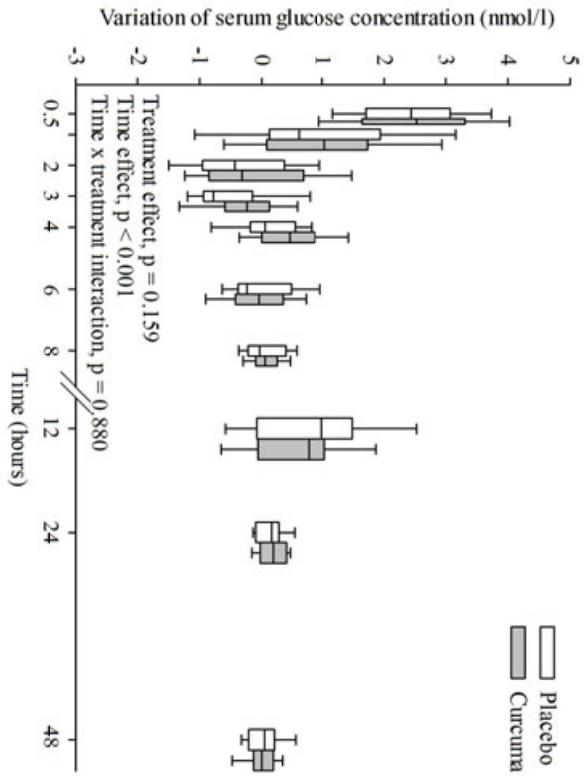 Variation of serum glucose concentration (nmol/l)
-3
-2
-1
0
1
2
3
4
5
0.5
2
3
4
6
8
12
24
48
Time (hours)
Treatment effect, p = 0.159
Time effect, p < 0.001
Time x treatment interaction, p = 0.880
Placebo
Curcuma